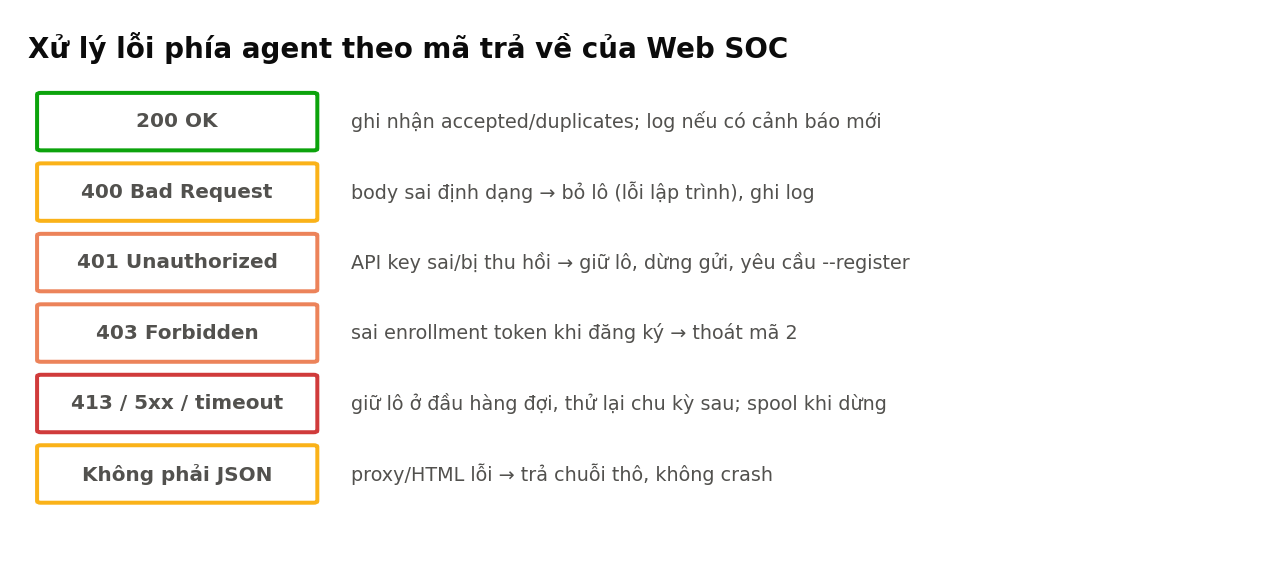 Xử lý lỗi phía agent theo mã trả về của Web SOC
200 OK ghi nhận accepted/duplicates; log nếu có cảnh báo mới
400 Bad Request body sai định dạng → bỏ lô (lỗi lập trình), ghi log
401 Unauthorized API key sai/bị thu hồi → giữ lô, dừng gửi, yêu cầu --register
403 Forbidden sai enrollment token khi đăng ký → thoát mã 2
413 / 5xx / timeout giữ lô ở đầu hàng đợi, thử lại chu kỳ sau; spool khi dừng
Không phải JSON proxy/HTML lỗi → trả chuỗi thô, không crash